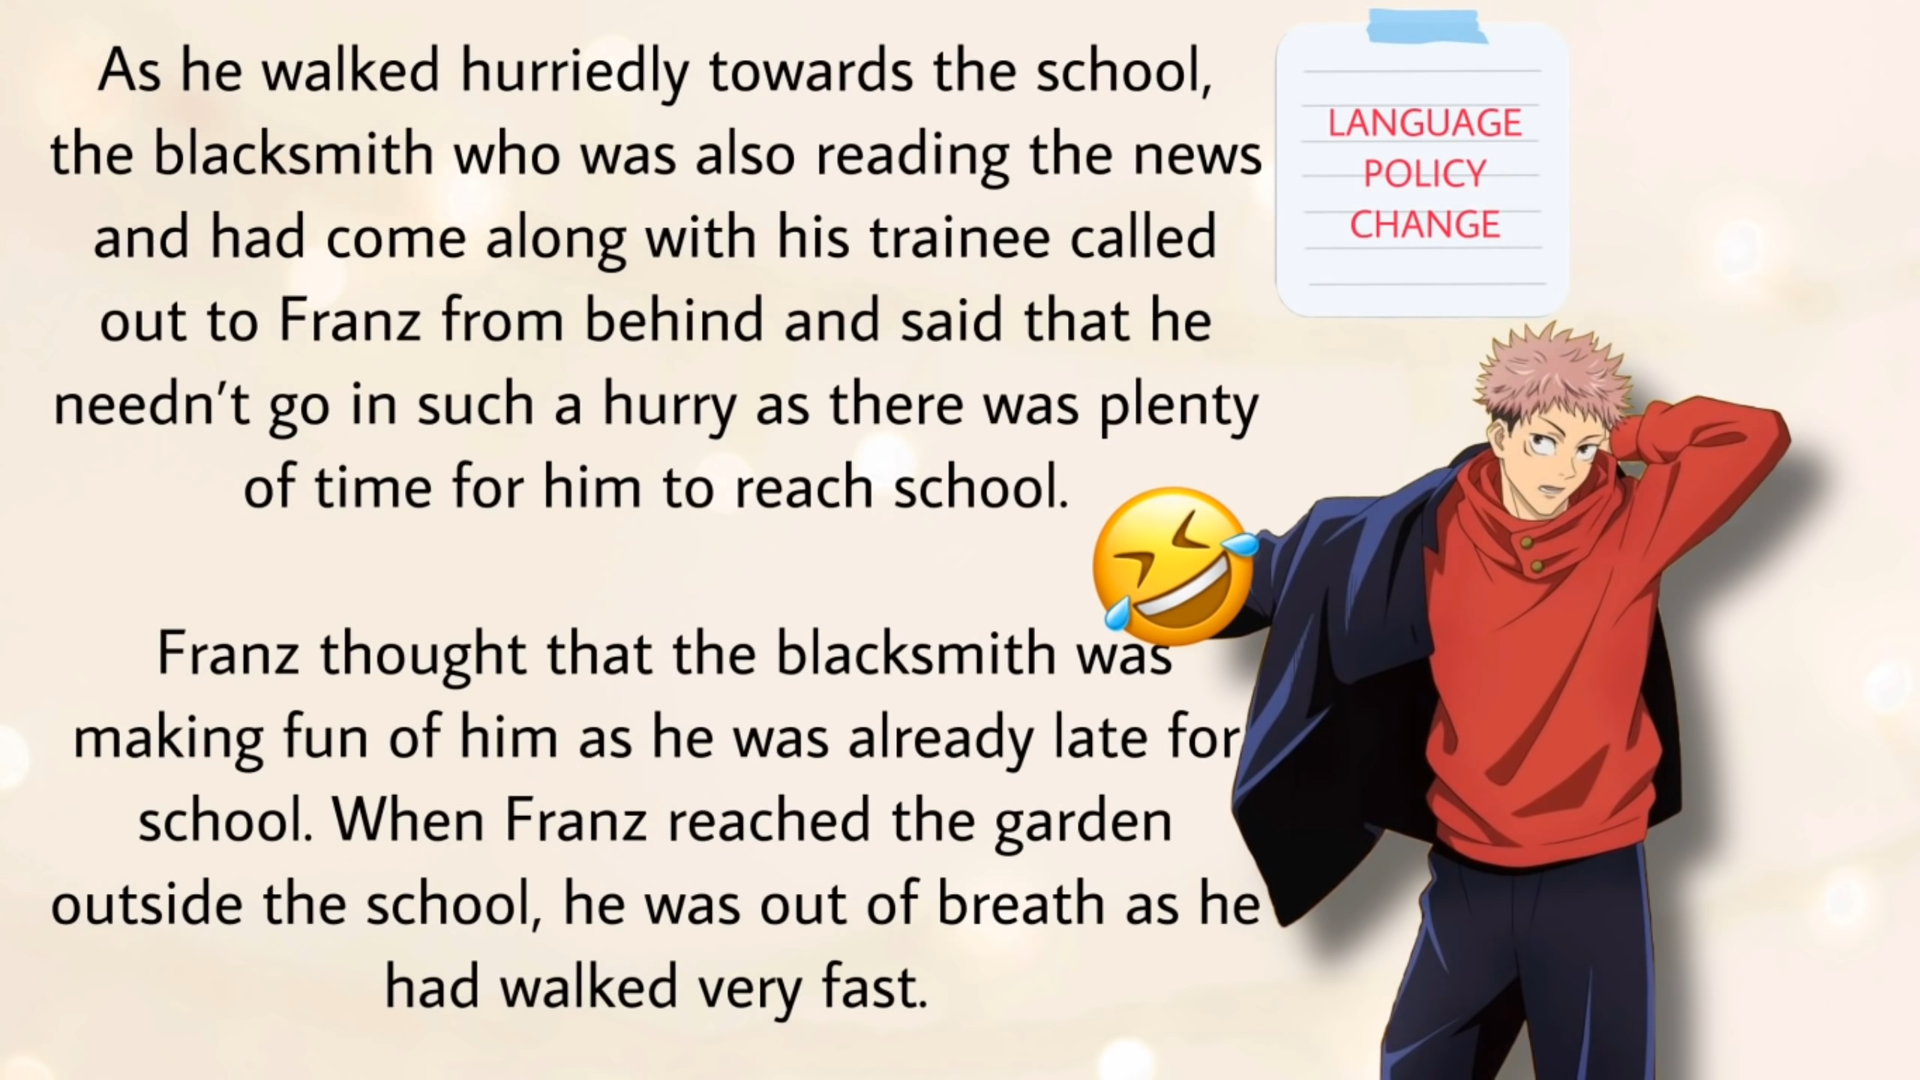 As he walked hurriedly towards the school,
the blacksmith who was also reading the news
and had come along with his trainee called
out to Franz from behind and said that he
needn’t go in such a hurry as there was plenty
of time for him to reach school.
Franz thought that the blacksmith was
making fun of him as he was already late for
school. When Franz reached the garden
outside the school, he was out of breath as he
had walked very fast.
LANGUAGE
POLICY
CHANGE